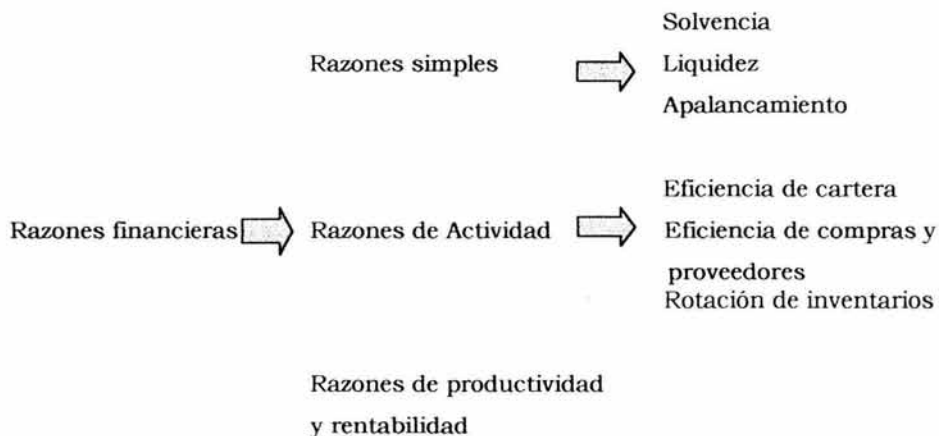 Solvencia
Razones simples
Liquidez
Apalancamiento
Eficiencia de cartera
Razones financieras
Razones de Actividad
Eficiencia de compras y
proveedores
Rotación de inventarios
Razones de productividad
y rentabilidad